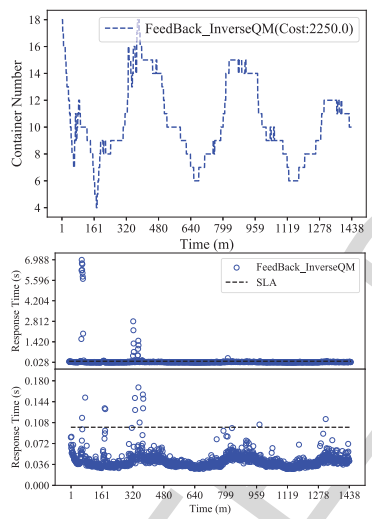 18
16
14
12
10
8
6
4
Container Number
FeedBack_InverseQM(Cost:2250.0)
1 161 320 480 640 799 959 1119 1278 1438
Time (m)
6.988
5.596
4.204
2.812
1.420
0.028
Response Time (s)
FeedBack_InverseQM
SLA
0.180
0.144
0.108
0.072
0.036
0.000
Response Time (s)
1 161 320 480 640 799 959 1119 1278 1438
Time (m)